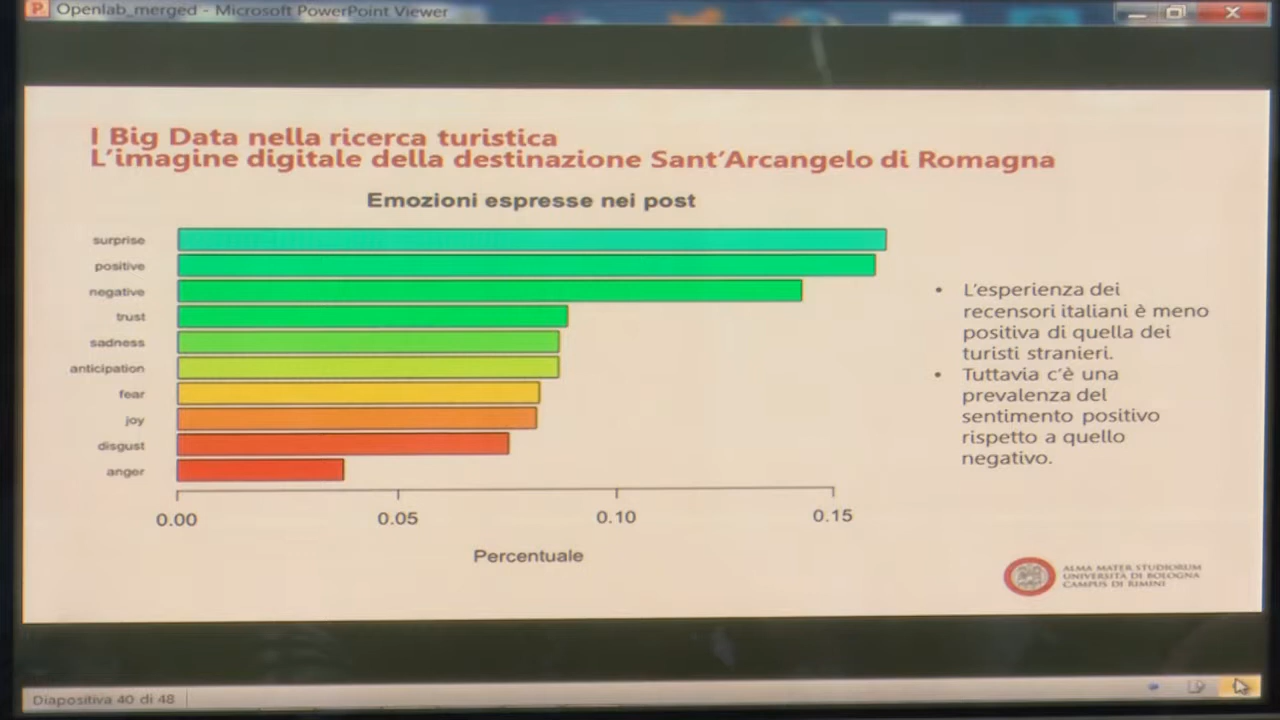 Openlab_merged - Microsoft PowerPoint Viewer
I Big Data nella ricerca turistica
L'imagine digitale della destinazione Sant'Arcangelo di Romagna
Emozioni espresse nei post
surprise
positive
negative
trust
sadness
anticipation
fear
joy
disgust
anger
0.00 0.05 0.10 0.15
Percentuale
• L'esperienza dei
recensori italiani è meno
positiva di quella dei
turisti stranieri.
• Tuttavia c'è una
prevalenza del
sentimento positivo
rispetto a quello
negativo.
ALMA MATER STUDIORUM
UNIVERSITÀ DI BOLOGNA
CAMPUS DI RIMINI
Diapositiva 40 di 48